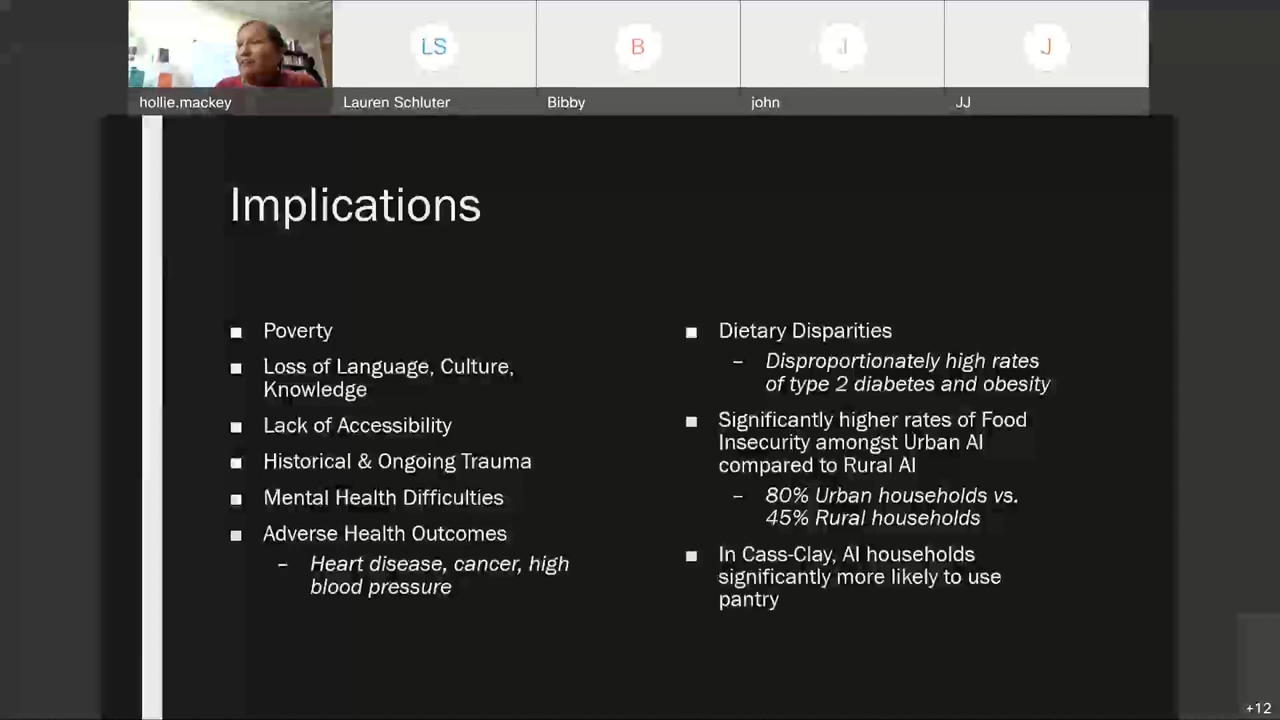 LS
B
J
J
hollie.mackey
Lauren Schluter
Bibby
john
JJ
Implications
Poverty
Loss of Language, Culture,
Knowledge
Lack of Accessibility
Historical & Ongoing Trauma
Mental Health Difficulties
Adverse Health Outcomes
– Heart disease, cancer, high
blood pressure
Dietary Disparities
– Disproportionately high rates
of type 2 diabetes and obesity
Significantly higher rates of Food
Insecurity amongst Urban AI
compared to Rural AI
– 80% Urban households vs.
45% Rural households
In Cass-Clay, AI households
significantly more likely to use
pantry
+12